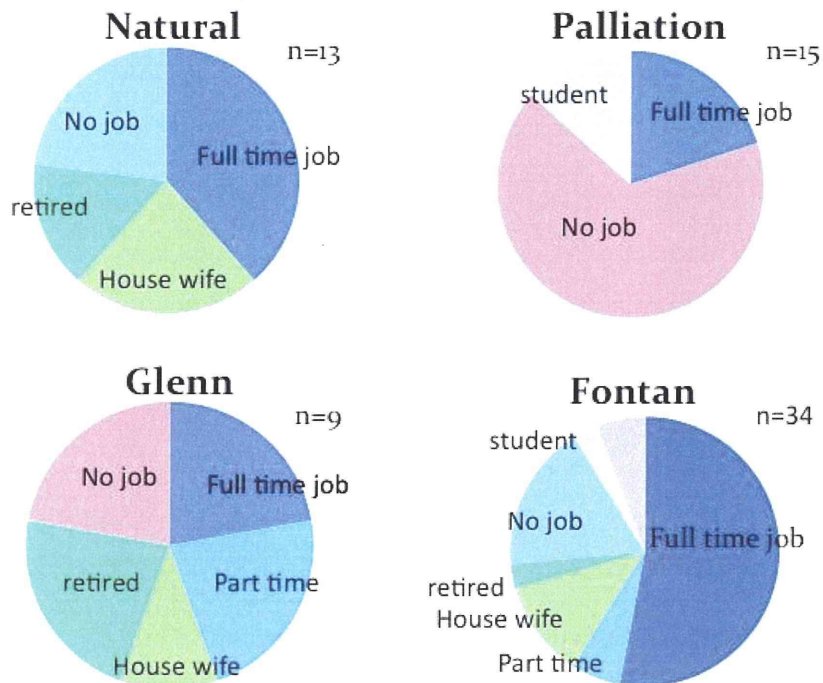 Natural
n=13
No job
Full time job
retired
House wife
Palliation
n=15
student
Full time job
No job
Glenn
n=9
No job
Full time job
retired
Part time
House wife
Fontan
n=34
student
No job
Full time job
retired
House wife
Part time